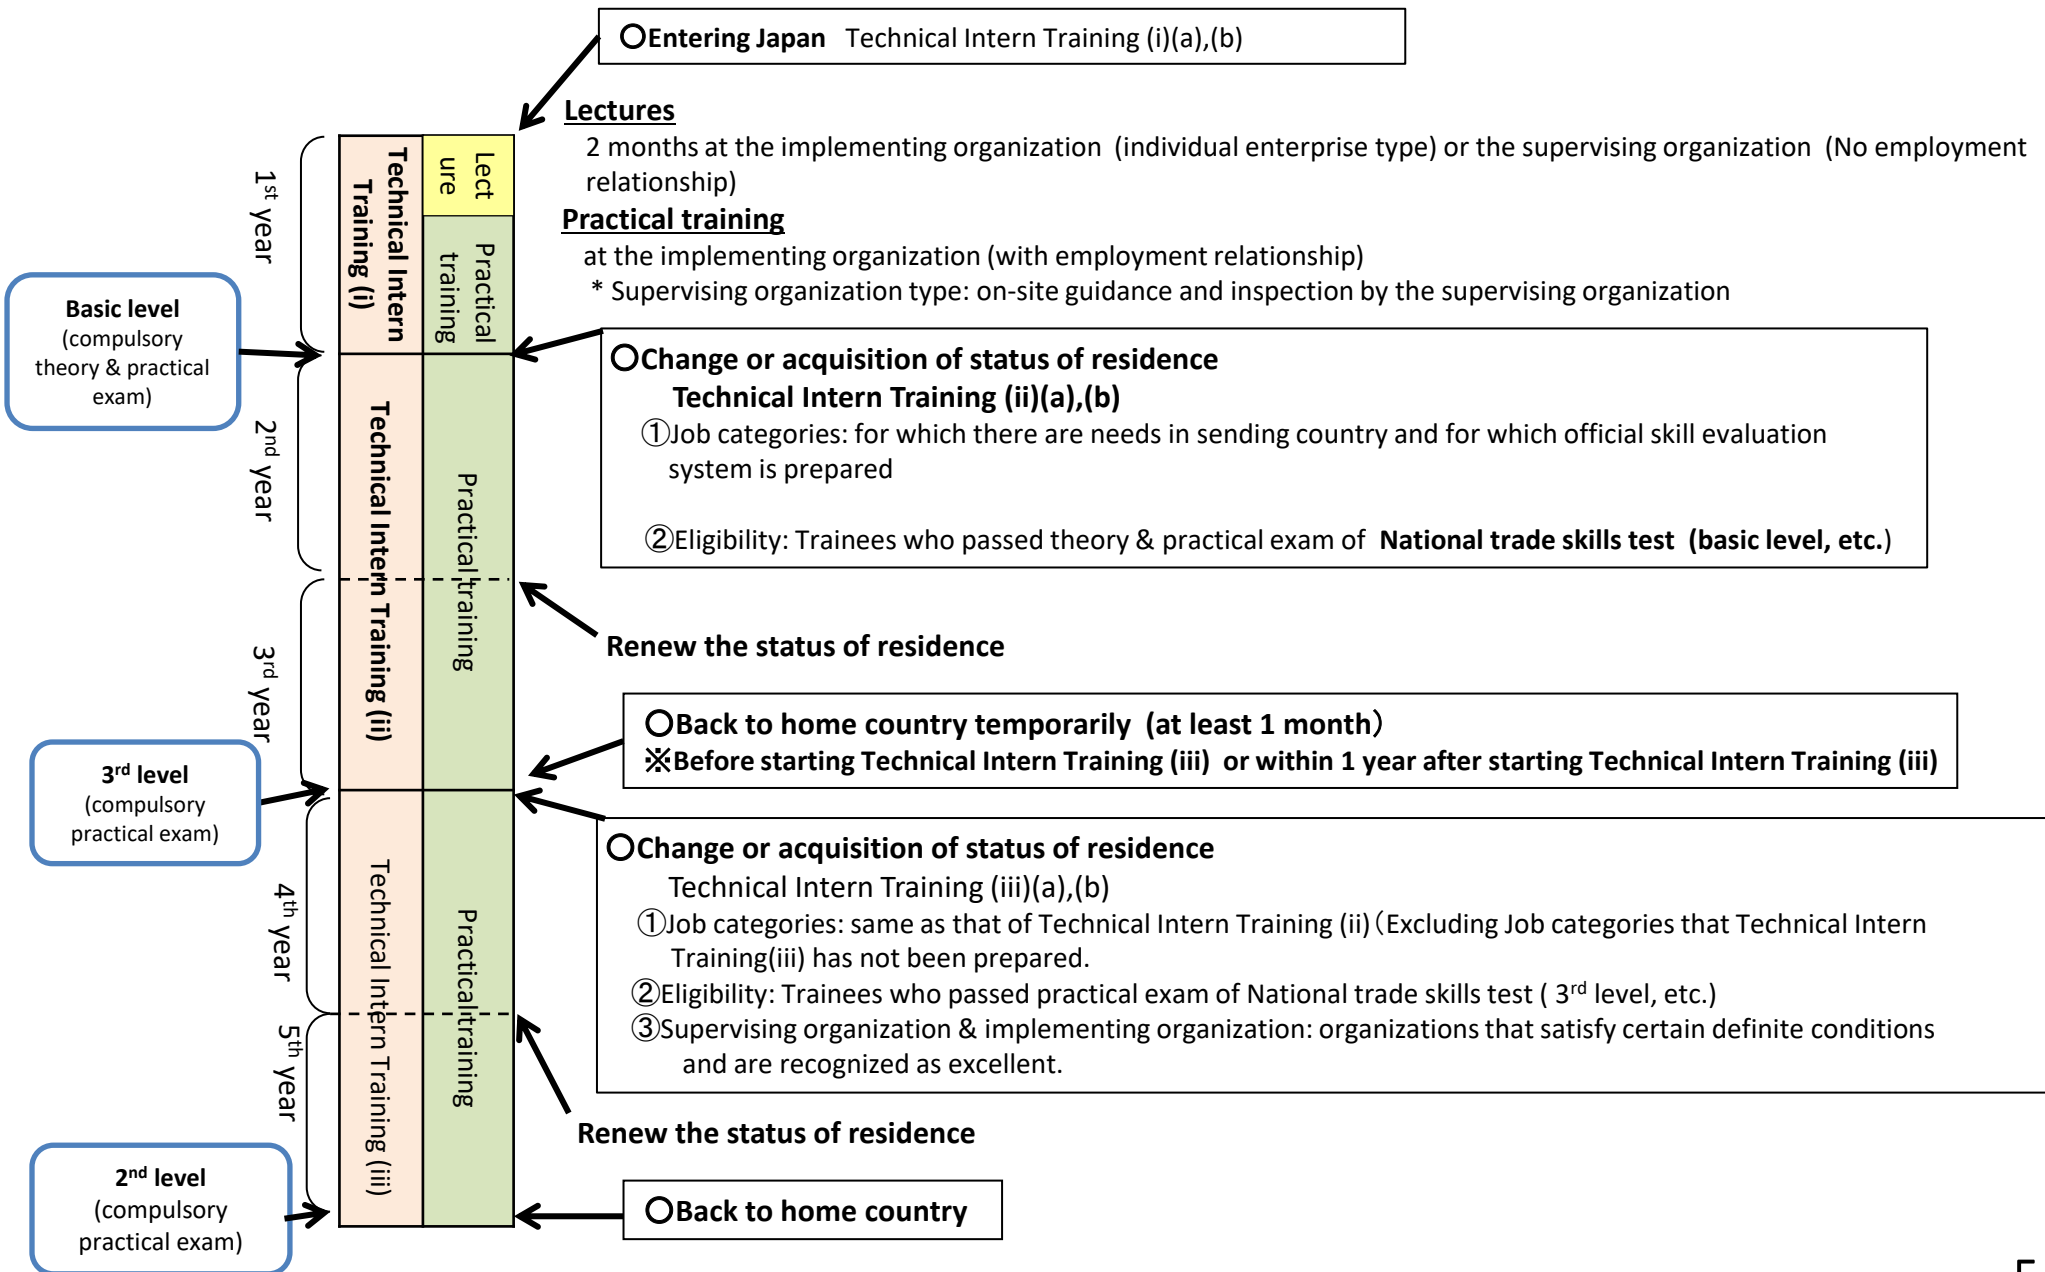 ○Entering Japan Technical Intern Training (i)(a),(b)
Lectures
2 months at the implementing organization (individual enterprise type) or the supervising organization (No employment
relationship)
Practical training
at the implementing organization (with employment relationship)
* Supervising organization type: on-site guidance and inspection by the supervising organization
1st year
Technical Intern
Training (i)
Lect
ure
Practical
training
Basic level
(compulsory
theory & practical
exam)
○Change or acquisition of status of residence
Technical Intern Training (ii)(a),(b)
①Job categories: for which there are needs in sending country and for which official skill evaluation
system is prepared
②Eligibility: Trainees who passed theory & practical exam of National trade skills test (basic level, etc.)
2nd year
Technical Intern Training (ii)
Practical training
Renew the status of residence
3rd year
○Back to home country temporarily (at least 1 month）
※Before starting Technical Intern Training (iii) or within 1 year after starting Technical Intern Training (iii)
3rd level
(compulsory
practical exam)
○Change or acquisition of status of residence
Technical Intern Training (iii)(a),(b)
①Job categories: same as that of Technical Intern Training (ii)（Excluding Job categories that Technical Intern
Training(iii) has not been prepared.
②Eligibility: Trainees who passed practical exam of National trade skills test ( 3rd level, etc.)
③Supervising organization & implementing organization: organizations that satisfy certain definite conditions
and are recognized as excellent.
4th year
Technical Intern Training (iii)
Practical training
5th year
Renew the status of residence
2nd level
(compulsory
practical exam)
○Back to home country